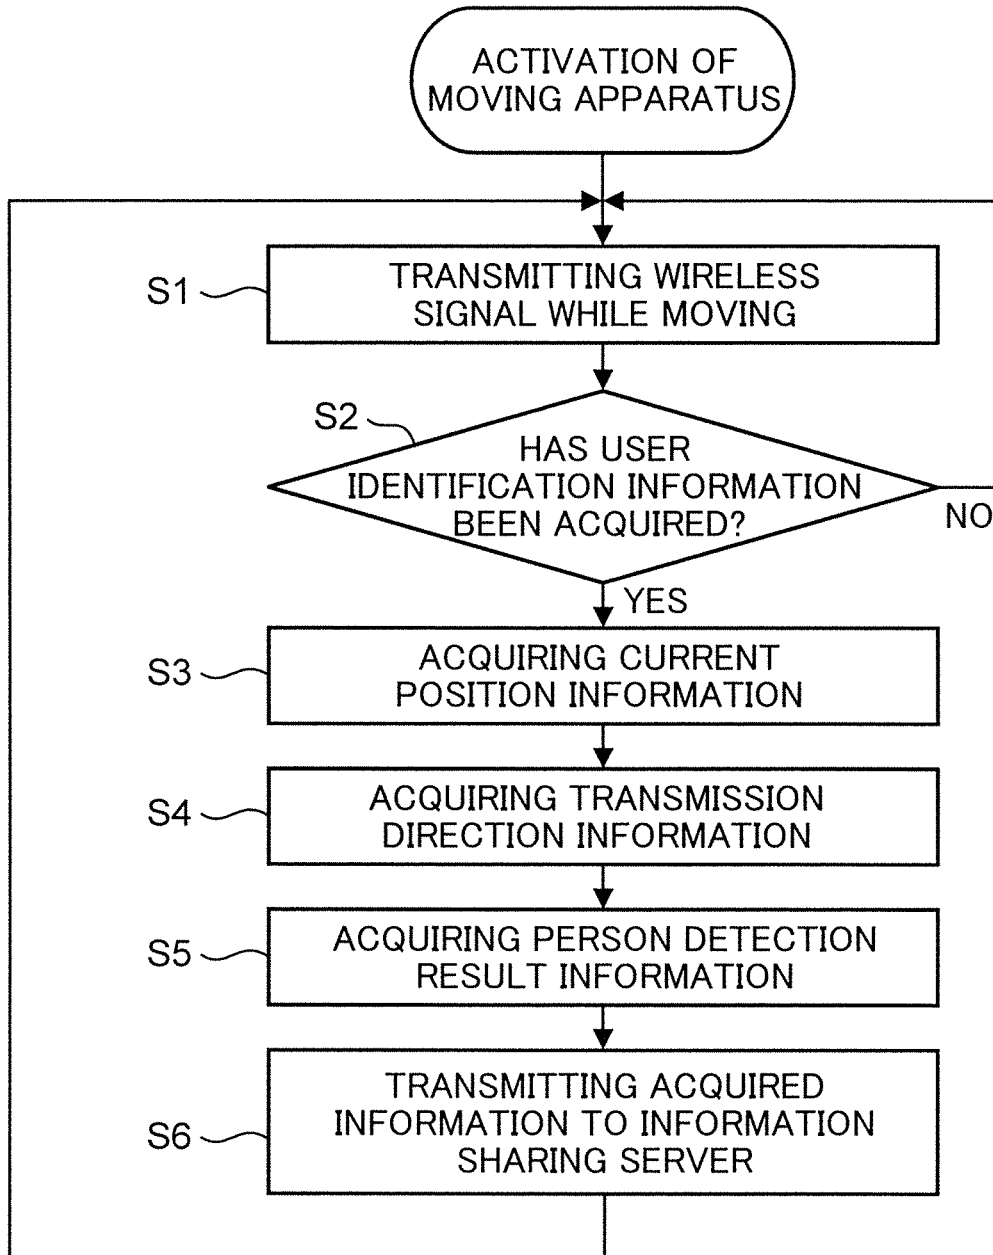 ACTIVATION OF
MOVING APPARATUS
S1
TRANSMITTING WIRELESS
SIGNAL WHILE MOVING
S2
HAS USER
IDENTIFICATION INFORMATION
BEEN ACQUIRED?
NO
YES
S3
ACQUIRING CURRENT
POSITION INFORMATION
S4
ACQUIRING TRANSMISSION
DIRECTION INFORMATION
S5
ACQUIRING PERSON DETECTION
RESULT INFORMATION
S6
TRANSMITTING ACQUIRED
INFORMATION TO INFORMATION
SHARING SERVER